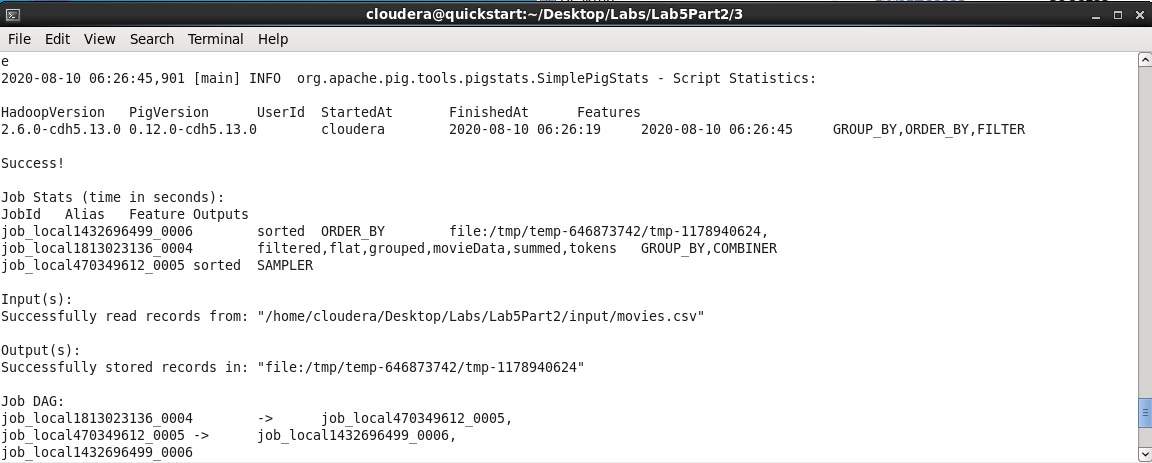 cloudera@quickstart:~/Desktop/Labs/Lab5Part2/3
File Edit View Search Terminal Help
e
2020-08-10 06:26:45,901 [main] INFO  org.apache.pig.tools.pigstats.SimplePigStats - Script Statistics:
HadoopVersion   PigVersion      UserId  StartedAt       FinishedAt      Features
2.6.0-cdh5.13.0 0.12.0-cdh5.13.0        cloudera        2020-08-10 06:26:19     2020-08-10 06:26:45     GROUP_BY,ORDER_BY,FILTER
Success!
Job Stats (time in seconds):
JobId   Alias   Feature Outputs
job_local1432696499_0006        sorted  ORDER_BY        file:/tmp/temp-646873742/tmp-1178940624,
job_local1813023136_0004        filtered,flat,grouped,movieData,summed,tokens   GROUP_BY,COMBINER
job_local470349612_0005 sorted  SAMPLER
Input(s):
Successfully read records from: "/home/cloudera/Desktop/Labs/Lab5Part2/input/movies.csv"
Output(s):
Successfully stored records in: "file:/tmp/temp-646873742/tmp-1178940624"
Job DAG:
job_local1813023136_0004        ->      job_local470349612_0005,
job_local470349612_0005 ->      job_local1432696499_0006,
job_local1432696499_0006